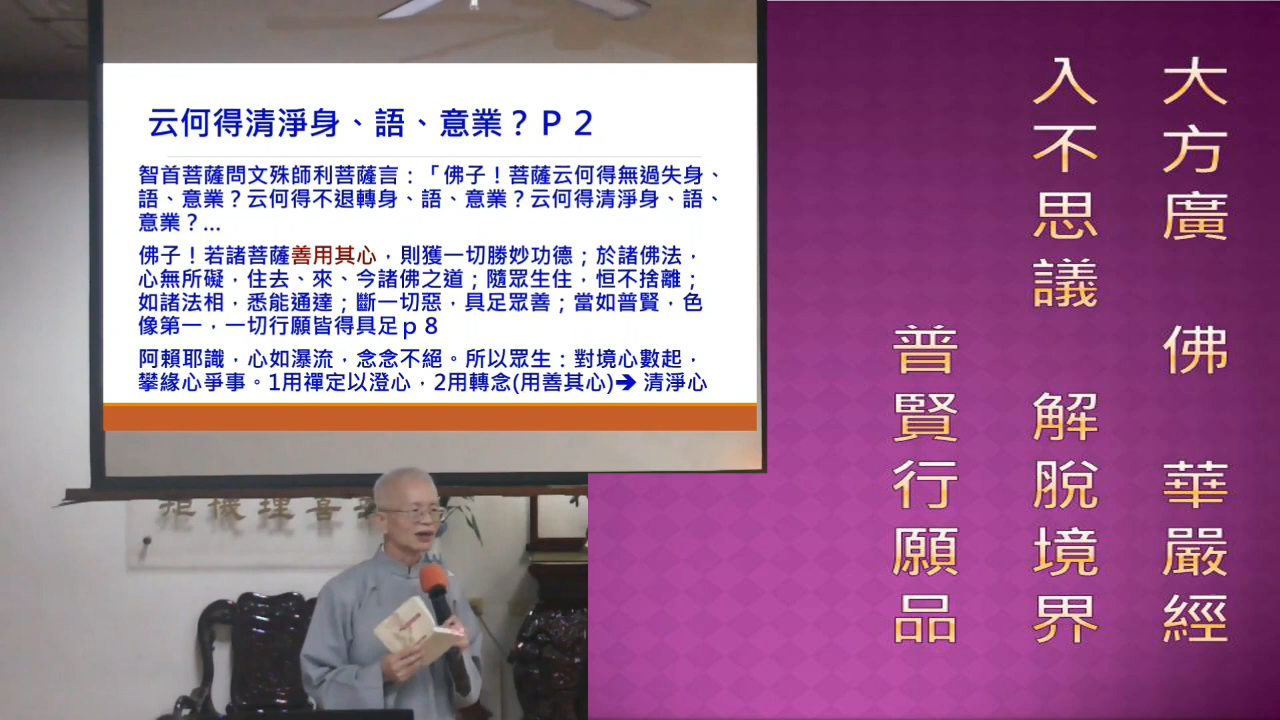 云何得清淨身、語、意業？Ｐ２
智首菩薩問文殊師利菩薩言：「佛子！菩薩云何得無過失身、
語、意業？云何得不退轉身、語、意業？云何得清淨身、語、
意業？...
佛子！若諸菩薩善用其心，則獲一切勝妙功德；於諸佛法，
心無所礙，住去、來、今諸佛之道；隨眾生住，恒不捨離；
如諸法相，悉能通達；斷一切惡，具足眾善；當如普賢，色
像第一，一切行願皆得具足p 8
阿賴耶識，心如瀑流，念念不絕。所以眾生：對境心數起，
攀緣心爭事。1用禪定以澄心，2用轉念(用善其心)➔ 清淨心
大方廣　佛　華嚴經
入不思議　解脫境界
普賢行願品